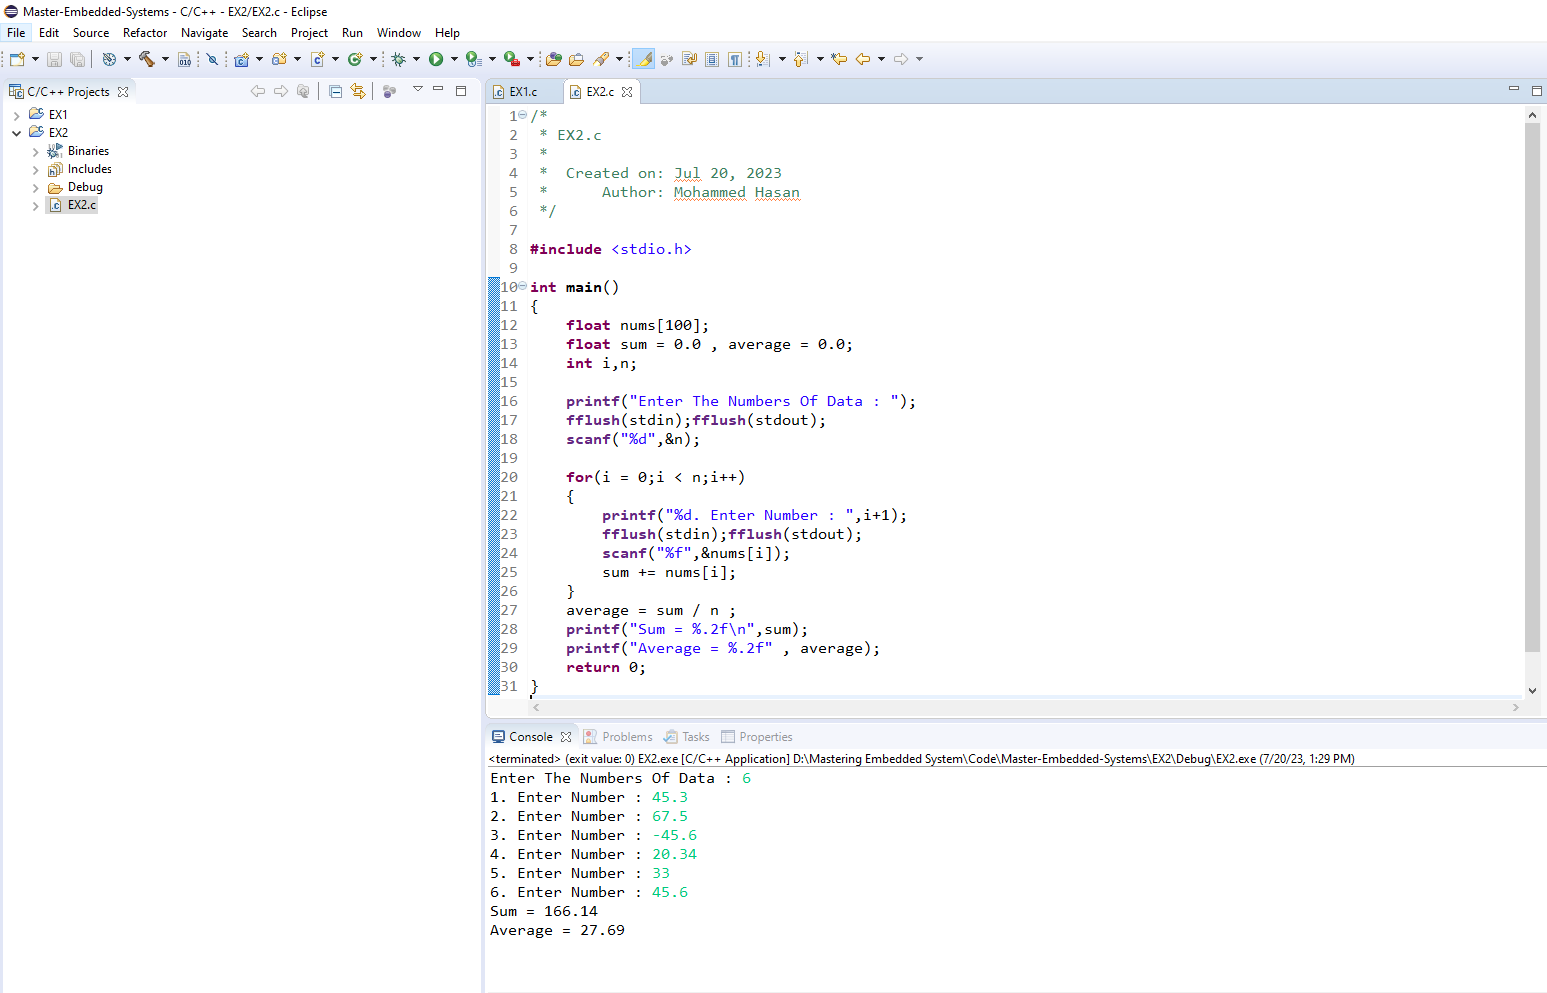 Master-Embedded-Systems - C/C++ - EX2/EX2.c - Eclipse
File Edit Source Refactor Navigate Search Project Run Window Help
C/C++ Projects
EX1
EX2
Binaries
Includes
Debug
EX2.c
EX1.c EX2.c
1 /*
2  * EX2.c
3  *
4  *  Created on: Jul 20, 2023
5  *      Author: Mohammed Hasan
6  */
7
8 #include <stdio.h>
9
10 int main()
11 {
12     float nums[100];
13     float sum = 0.0 , average = 0.0;
14     int i,n;
15
16     printf("Enter The Numbers Of Data : ");
17     fflush(stdin);fflush(stdout);
18     scanf("%d",&n);
19
20     for(i = 0;i < n;i++)
21     {
22         printf("%d. Enter Number : ",i+1);
23         fflush(stdin);fflush(stdout);
24         scanf("%f",&nums[i]);
25         sum += nums[i];
26     }
27     average = sum / n ;
28     printf("Sum = %.2f\n",sum);
29     printf("Average = %.2f" , average);
30     return 0;
31 }
Console Problems Tasks Properties
<terminated> (exit value: 0) EX2.exe [C/C++ Application] D:\Mastering Embedded System\Code\Master-Embedded-Systems\EX2\Debug\EX2.exe (7/20/23, 1:29 PM)
Enter The Numbers Of Data : 6
1. Enter Number : 45.3
2. Enter Number : 67.5
3. Enter Number : -45.6
4. Enter Number : 20.34
5. Enter Number : 33
6. Enter Number : 45.6
Sum = 166.14
Average = 27.69